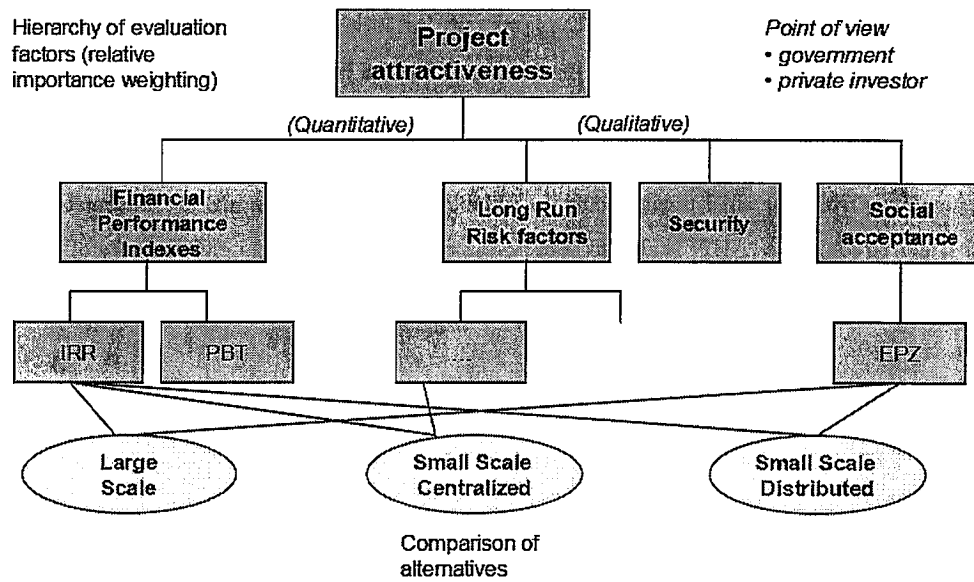 Hierarchy of evaluation
factors (relative
importance weighting)
Project
attractiveness
Point of view
• government
• private investor
(Quantitative)
(Qualitative)
Financial
Performance
Indexes
Long Run
Risk factors
Security
Social
acceptance
IRR
PBT
...
EPZ
Large
Scale
Small Scale
Centralized
Small Scale
Distributed
Comparison of
alternatives